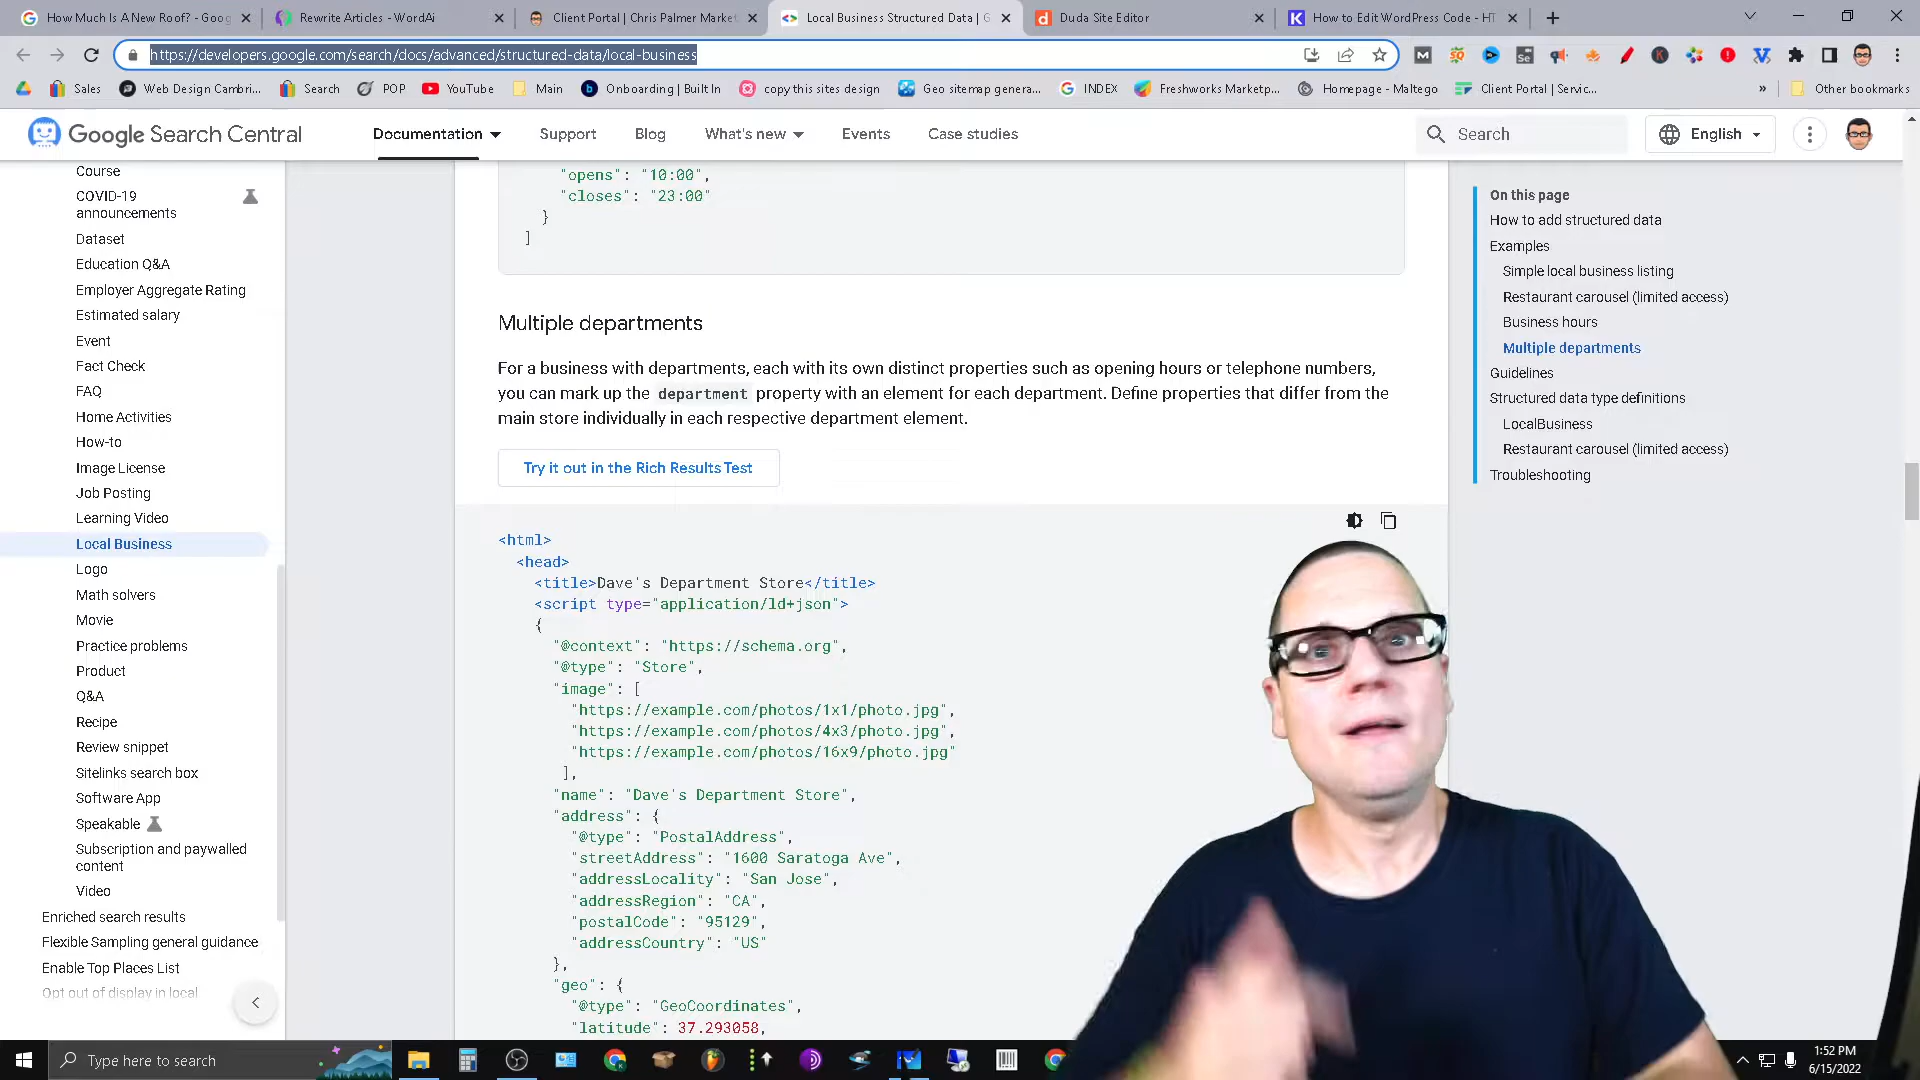 How Much Is A New Roof? - Goog
Rewrite Articles - WordAi
Client Portal | Chris Palmer Market
Local Business Structured Data | G
Duda Site Editor
How to Edit WordPress Code - HT
https://developers.google.com/search/docs/advanced/structured-data/local-business
Sales
Web Design Cambri...
Search
POP
YouTube
Main
Onboarding | Built In
copy this sites design
Geo sitemap genera...
INDEX
Freshworks Marketp...
Homepage - Maltego
Client Portal | Servic...
»
Other bookmarks
Google Search Central
Documentation
Support
Blog
What's new
Events
Case studies
Search
English
Course
COVID-19
announcements
Dataset
Education Q&A
Employer Aggregate Rating
Estimated salary
Event
Fact Check
FAQ
Home Activities
How-to
Image License
Job Posting
Learning Video
Local Business
Logo
Math solvers
Movie
Practice problems
Product
Q&A
Recipe
Review snippet
Sitelinks search box
Software App
Speakable
Subscription and paywalled
content
Video
Enriched search results
Flexible Sampling general guidance
Enable Top Places List
Opt out of display in local
"opens": "10:00",
"closes": "23:00"
}
]
Multiple departments
For a business with departments, each with its own distinct properties such as opening hours or telephone numbers,
you can mark up the department property with an element for each department. Define properties that differ from the
main store individually in each respective department element.
Try it out in the Rich Results Test
<html>
<head>
<title>Dave's Department Store</title>
<script type="application/ld+json">
{
"@context": "https://schema.org",
"@type": "Store",
"image": [
"https://example.com/photos/1x1/photo.jpg",
"https://example.com/photos/4x3/photo.jpg",
"https://example.com/photos/16x9/photo.jpg"
],
"name": "Dave's Department Store",
"address": {
"@type": "PostalAddress",
"streetAddress": "1600 Saratoga Ave",
"addressLocality": "San Jose",
"addressRegion": "CA",
"postalCode": "95129",
"addressCountry": "US"
},
"geo": {
"@type": "GeoCoordinates",
"latitude": 37.293058,
On this page
How to add structured data
Examples
Simple local business listing
Restaurant carousel (limited access)
Business hours
Multiple departments
Guidelines
Structured data type definitions
LocalBusiness
Restaurant carousel (limited access)
Troubleshooting
Type here to search
1:52 PM
6/15/2022